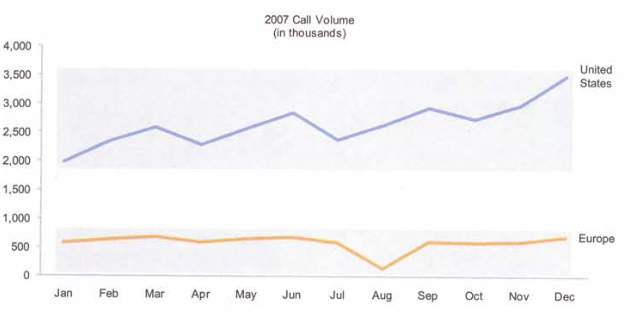 2007 Call Volume
(in thousands)
4,000
3,500
3,000
2,500
2,000
1,500
1,000
500
0
United
States
Europe
Jan Feb Mar Apr May Jun Jul Aug Sep Oct Nov Dec